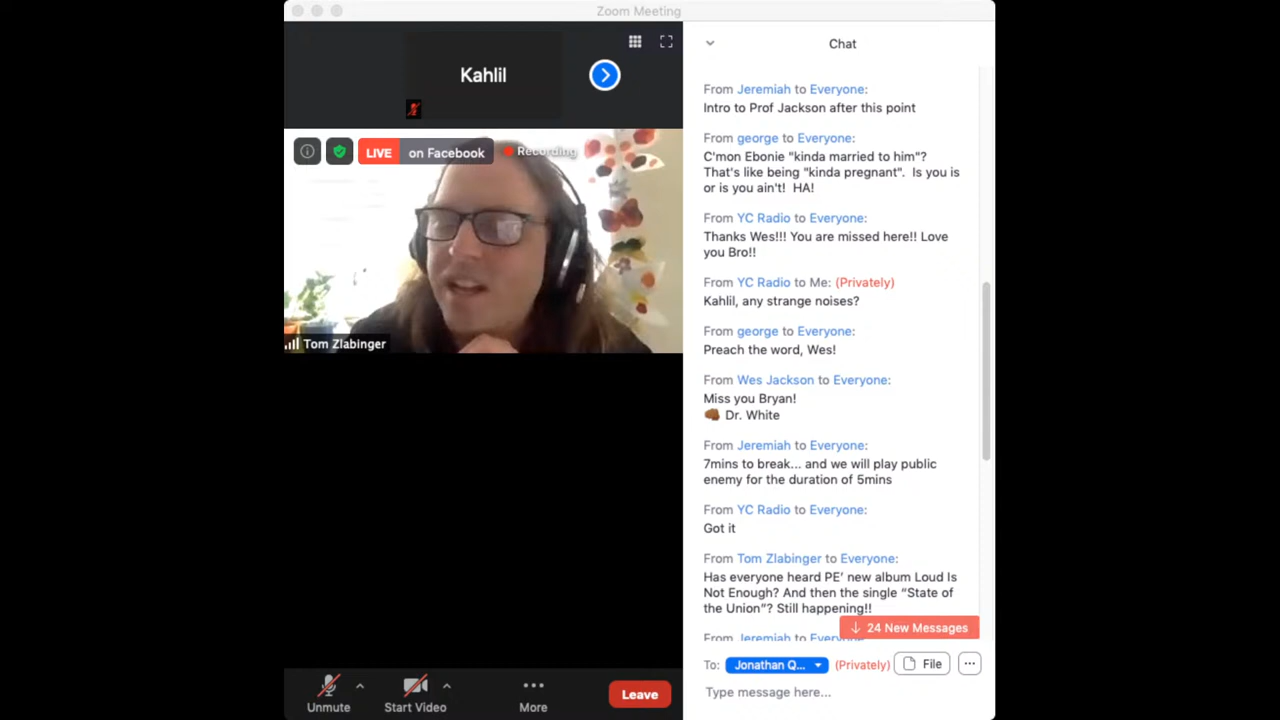 Zoom Meeting
Kahlil
LIVE on Facebook Recording
Tom Zlabinger
Unmute
Start Video
More
Leave
Chat
From Jeremiah to Everyone:
Intro to Prof Jackson after this point
From george to Everyone:
C'mon Ebonie "kinda married to him"?
That's like being "kinda pregnant". Is you is
or is you ain't! HA!
From YC Radio to Everyone:
Thanks Wes!!! You are missed here!! Love
you Bro!!
From YC Radio to Me: (Privately)
Kahlil, any strange noises?
From george to Everyone:
Preach the word, Wes!
From Wes Jackson to Everyone:
Miss you Bryan!
👊🏾 Dr. White
From Jeremiah to Everyone:
7mins to break... and we will play public
enemy for the duration of 5mins
From YC Radio to Everyone:
Got it
From Tom Zlabinger to Everyone:
Has everyone heard PE’ new album Loud Is
Not Enough? And then the single “State of
the Union”? Still happening!!
From Jeremiah to
↓ 24 New Messages
To: Jonathan Q... (Privately) File
Type message here...